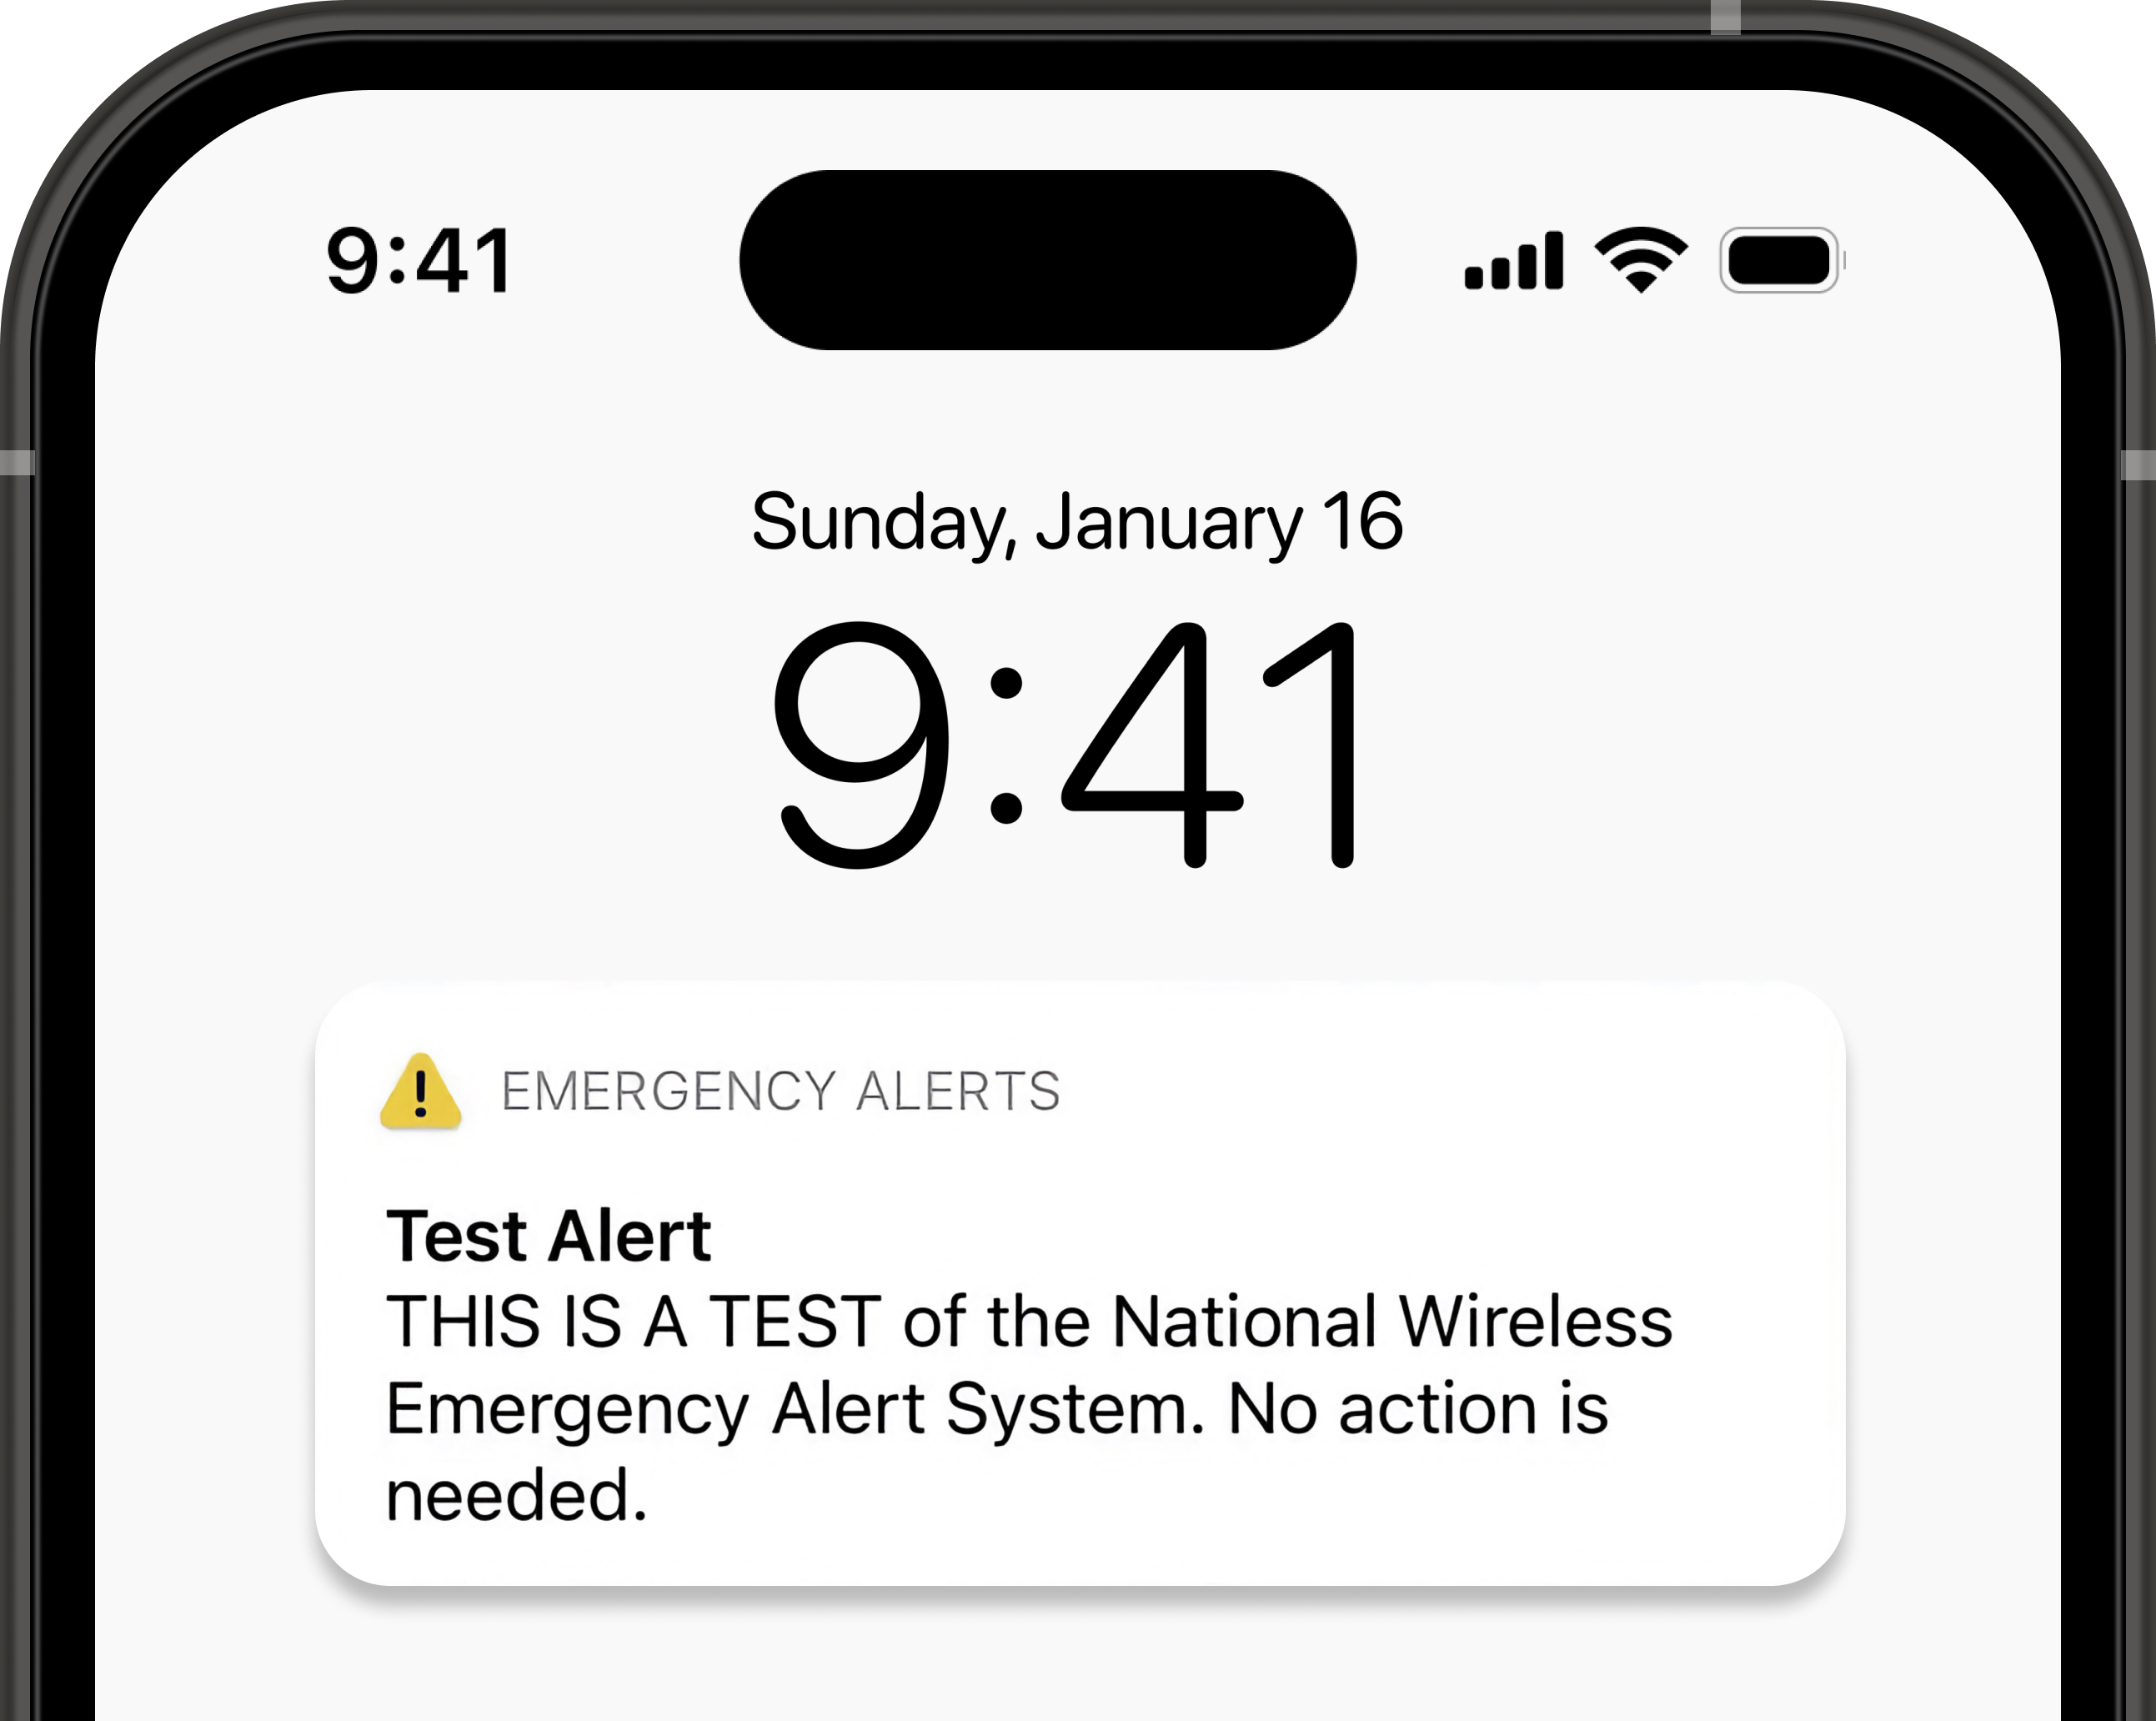 9:41
Sunday, January 16
9:41
EMERGENCY ALERTS
Test Alert
THIS IS A TEST of the National Wireless
Emergency Alert System. No action is
needed.